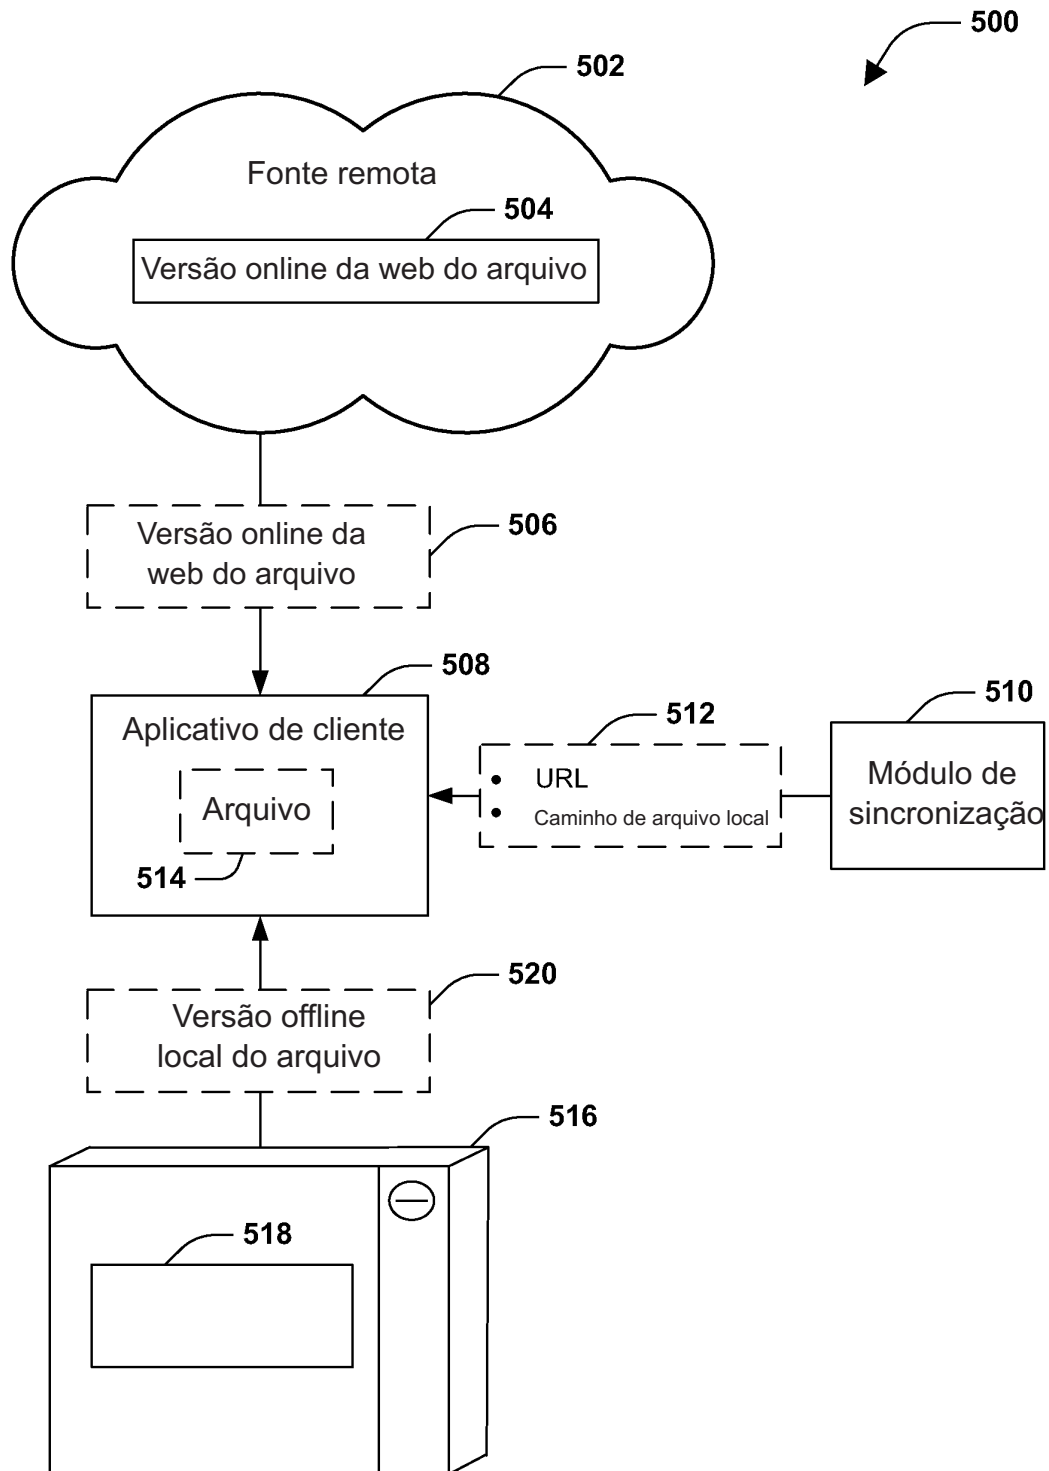 500
502
Fonte remota
504
Versão online da web do arquivo
Versão online da
web do arquivo
506
508
Aplicativo de cliente
Arquivo
514
512
• URL
• Caminho de arquivo local
510
Módulo de
sincronização
520
Versão offline
local do arquivo
516
518